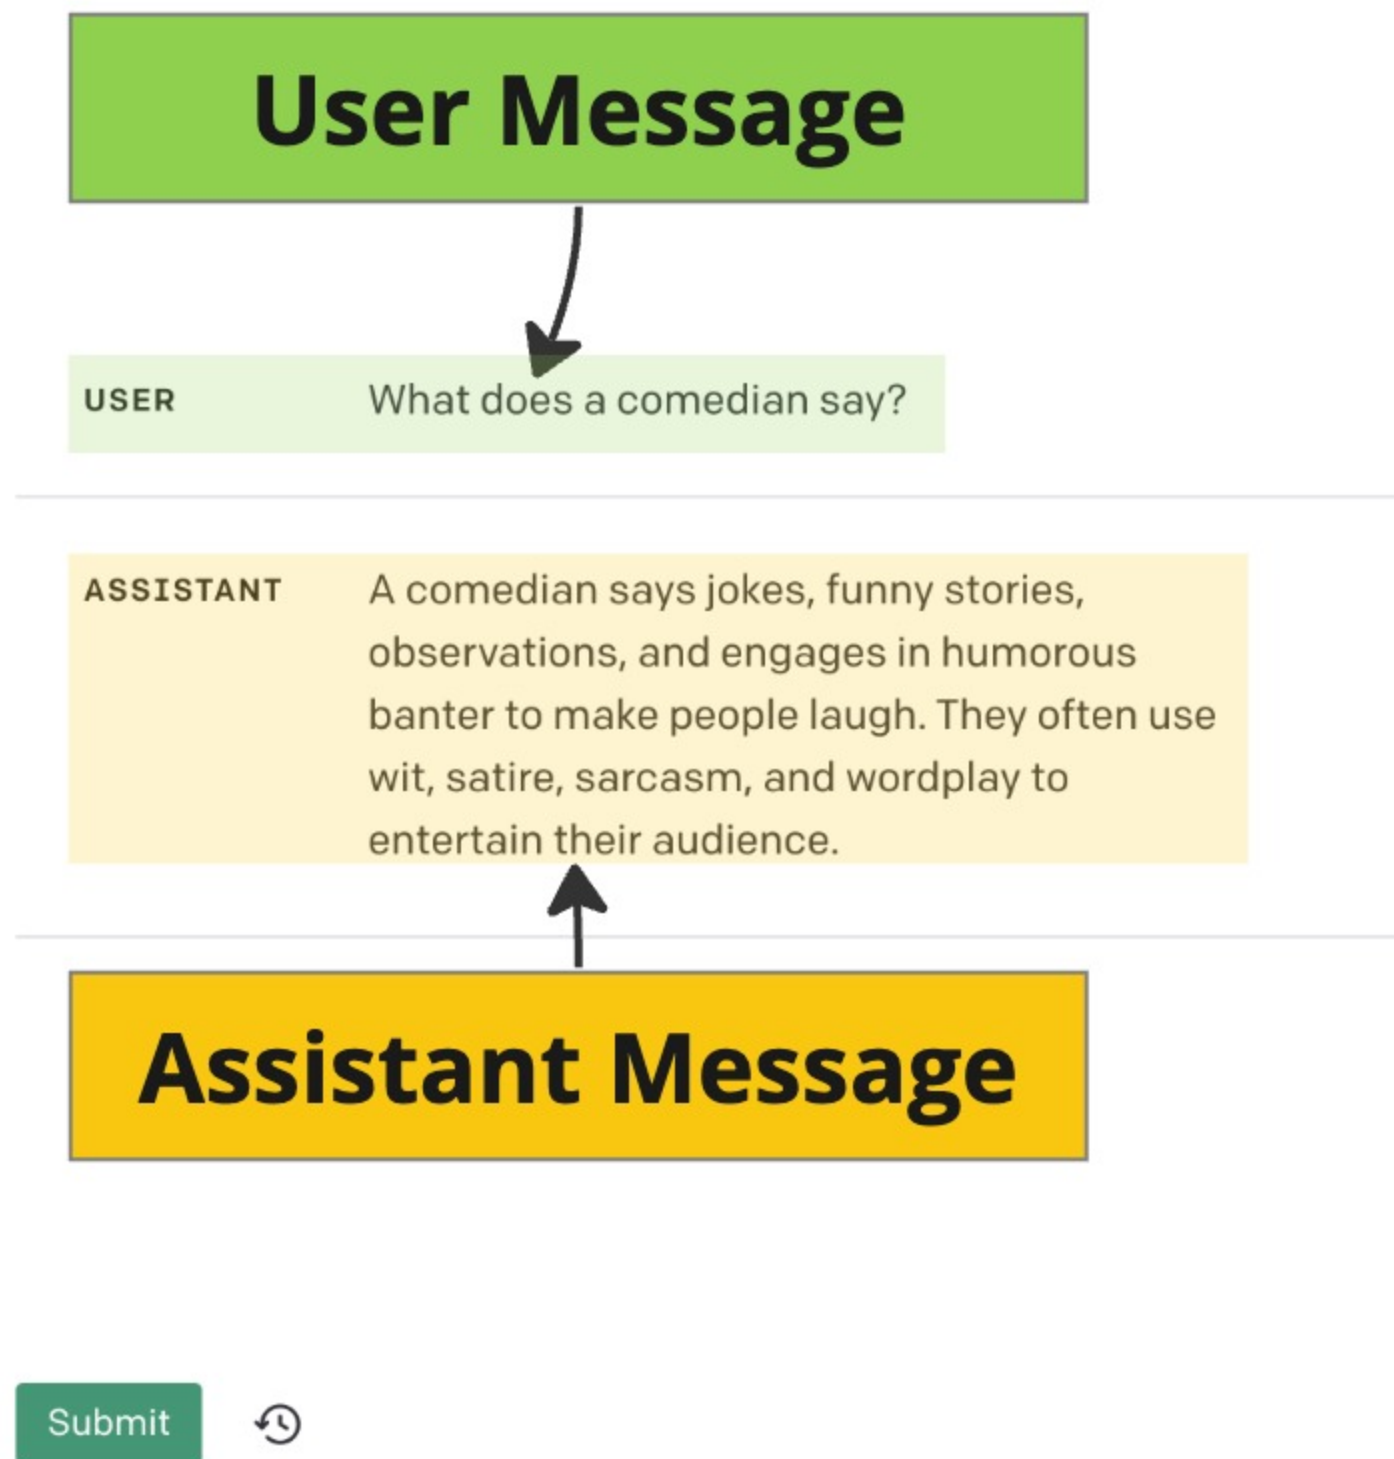 User Message
USER What does a comedian say?
ASSISTANT A comedian says jokes, funny stories,
observations, and engages in humorous
banter to make people laugh. They often use
wit, satire, sarcasm, and wordplay to
entertain their audience.
Assistant Message
Submit